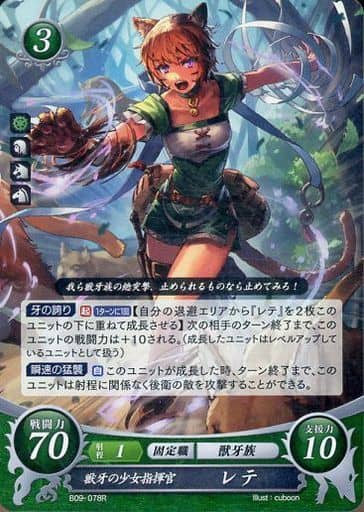 3
我ら獣牙族の総突撃、止められるものなら止めてみろ！
牙の誇り 起 1ターンに1回 【自分の退避エリアから『レテ』を2枚この
ユニットの下に重ねて成長させる】次の相手のターン終了まで、この
ユニットの戦闘力は＋10される。（成長したユニットはレベルアップして
いるユニットとして扱う）
瞬速の猛襲 自 このユニットが成長した時、ターン終了まで、このユ
ニットは射程に関係なく後衛の敵を攻撃することができる。
戦闘力
70
射程 1
固定職
獣牙族
支援力
10
獣牙の少女指揮官 レテ
B09-078R
Illust：cuboon